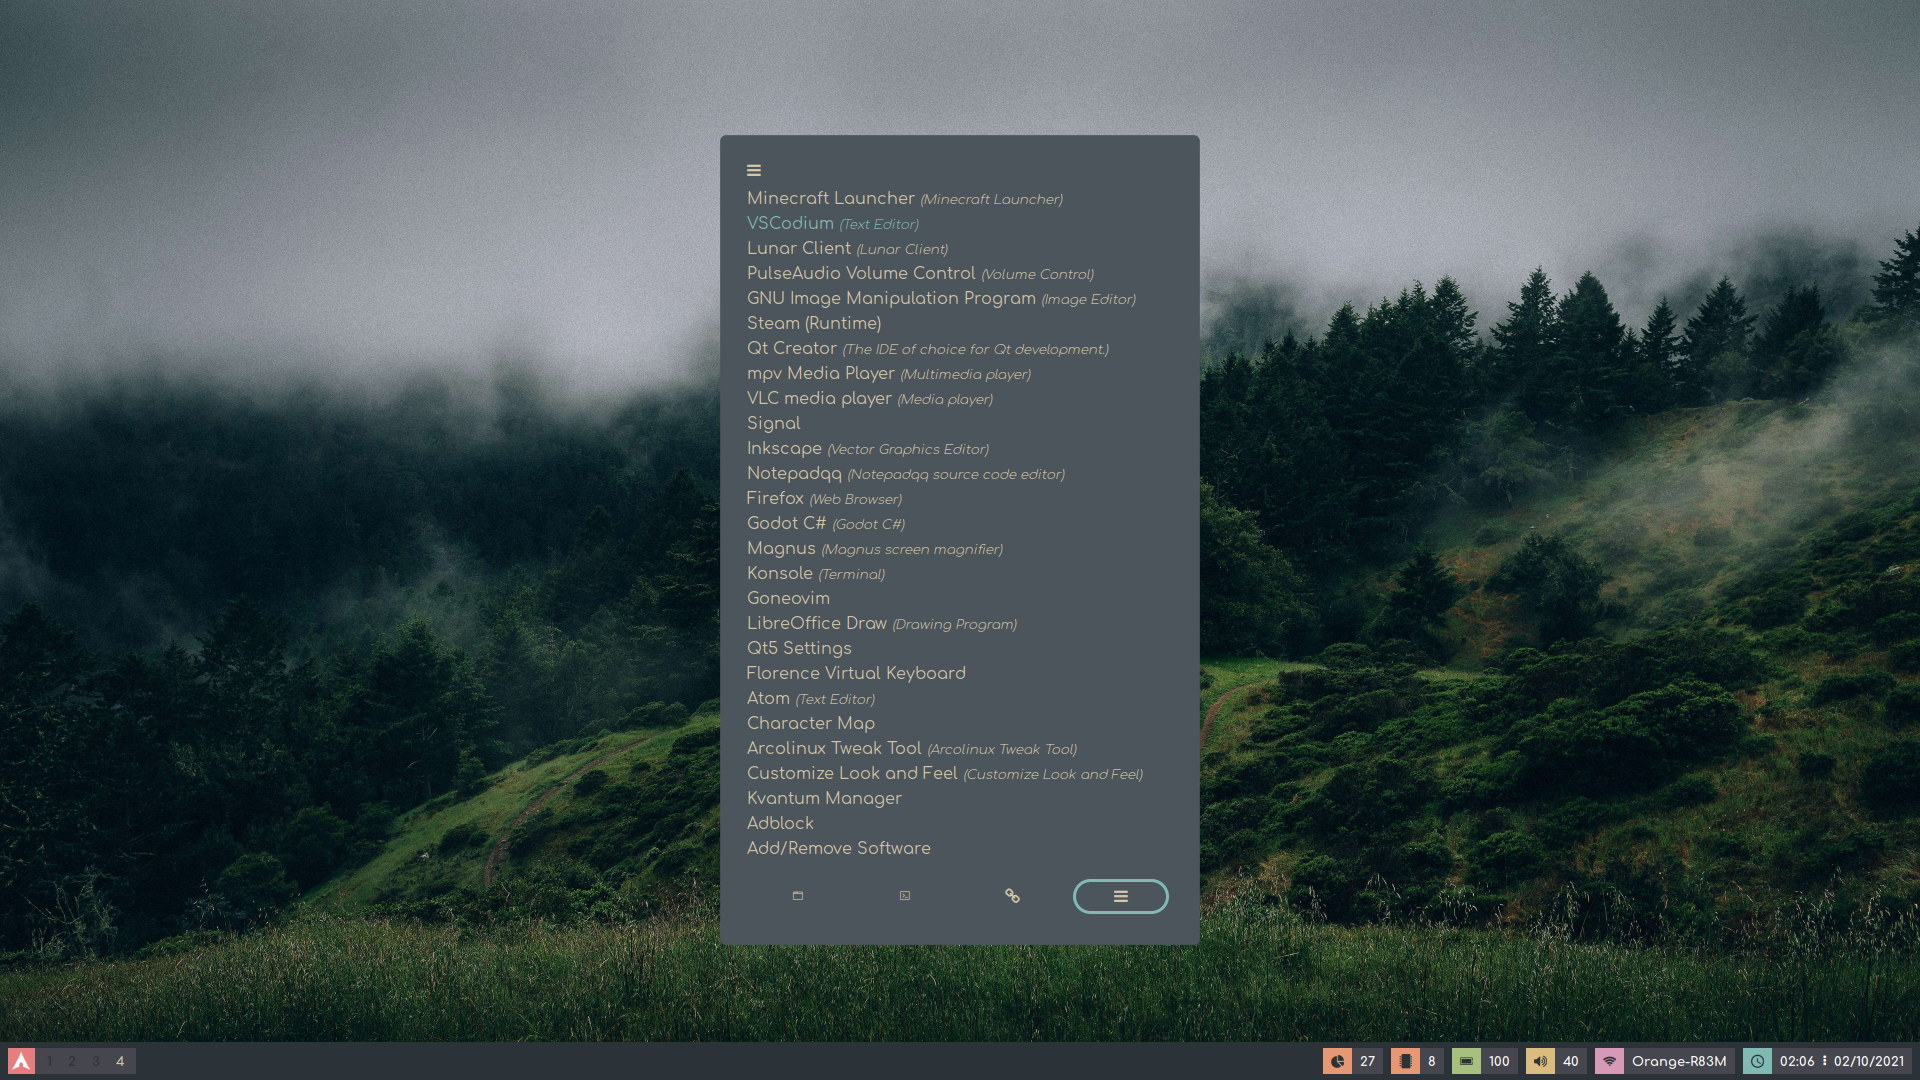 Minecraft Launcher (Minecraft Launcher)
VSCodium (Text Editor)
Lunar Client (Lunar Client)
PulseAudio Volume Control (Volume Control)
GNU Image Manipulation Program (Image Editor)
Steam (Runtime)
Qt Creator (The IDE of choice for Qt development.)
mpv Media Player (Multimedia player)
VLC media player (Media player)
Signal
Inkscape (Vector Graphics Editor)
Notepadqq (Notepadqq source code editor)
Firefox (Web Browser)
Godot C# (Godot C#)
Magnus (Magnus screen magnifier)
Konsole (Terminal)
Goneovim
LibreOffice Draw (Drawing Program)
Qt5 Settings
Florence Virtual Keyboard
Atom (Text Editor)
Character Map
Arcolinux Tweak Tool (Arcolinux Tweak Tool)
Customize Look and Feel (Customize Look and Feel)
Kvantum Manager
Adblock
Add/Remove Software
1 2 3 4 27 8 100 40 Orange-R83M 02:06 02/10/2021